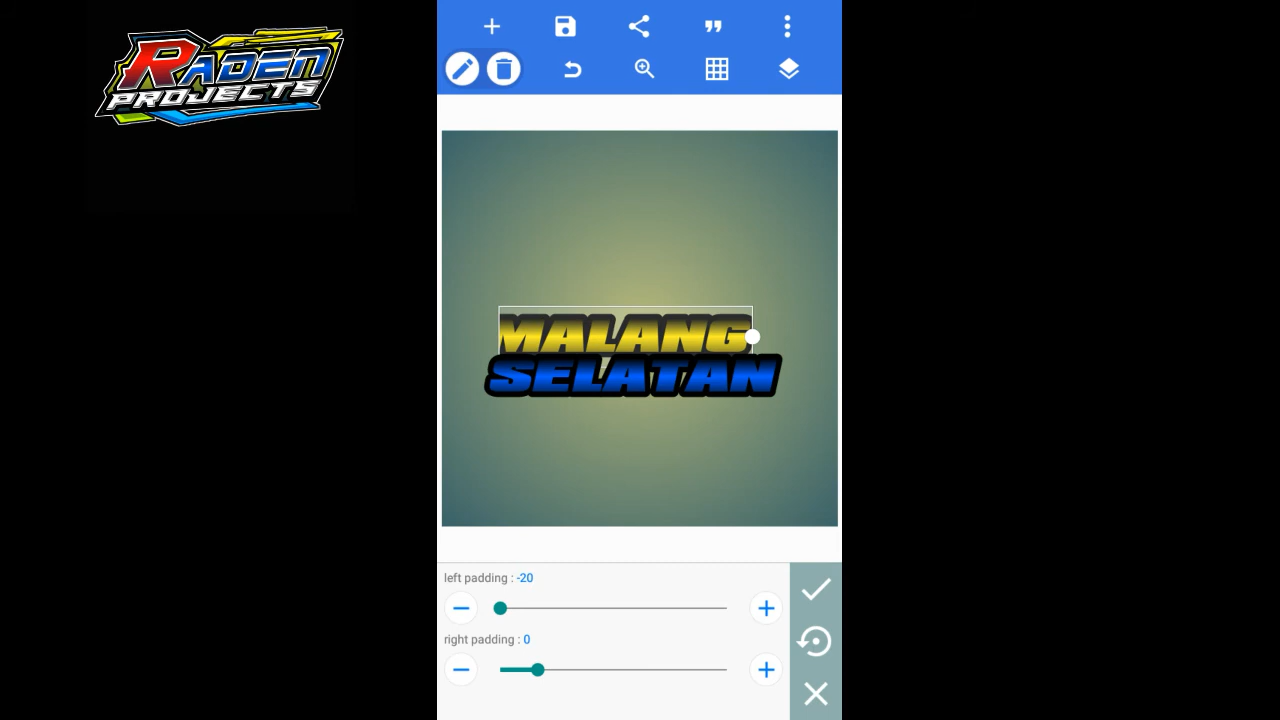 RADEN
PROJECTS
MALANG
SELATAN
left padding : -20
right padding : 0